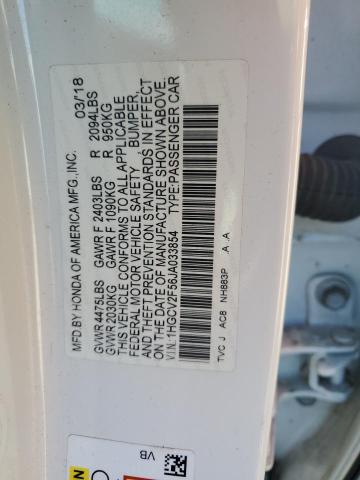 MFD.BY HONDA OF AMERICA MFG.,INC. 03/18
GVWR 4475LBS GAWR F 2403LBS R 2094LBS
GVWR 2030KG GAWR F 1090KG R 950KG
THIS VEHICLE CONFORMS TO ALL APPLICABLE
FEDERAL MOTOR VEHICLE SAFETY, BUMPER,
AND THEFT PREVENTION STANDARDS IN EFFECT
ON THE DATE OF MANUFACTURE SHOWN ABOVE.
V.I.N.:1HGCV2F56JA033854 TYPE:PASSENGER CAR
TVC J AC8 NH883P .A .A
VB